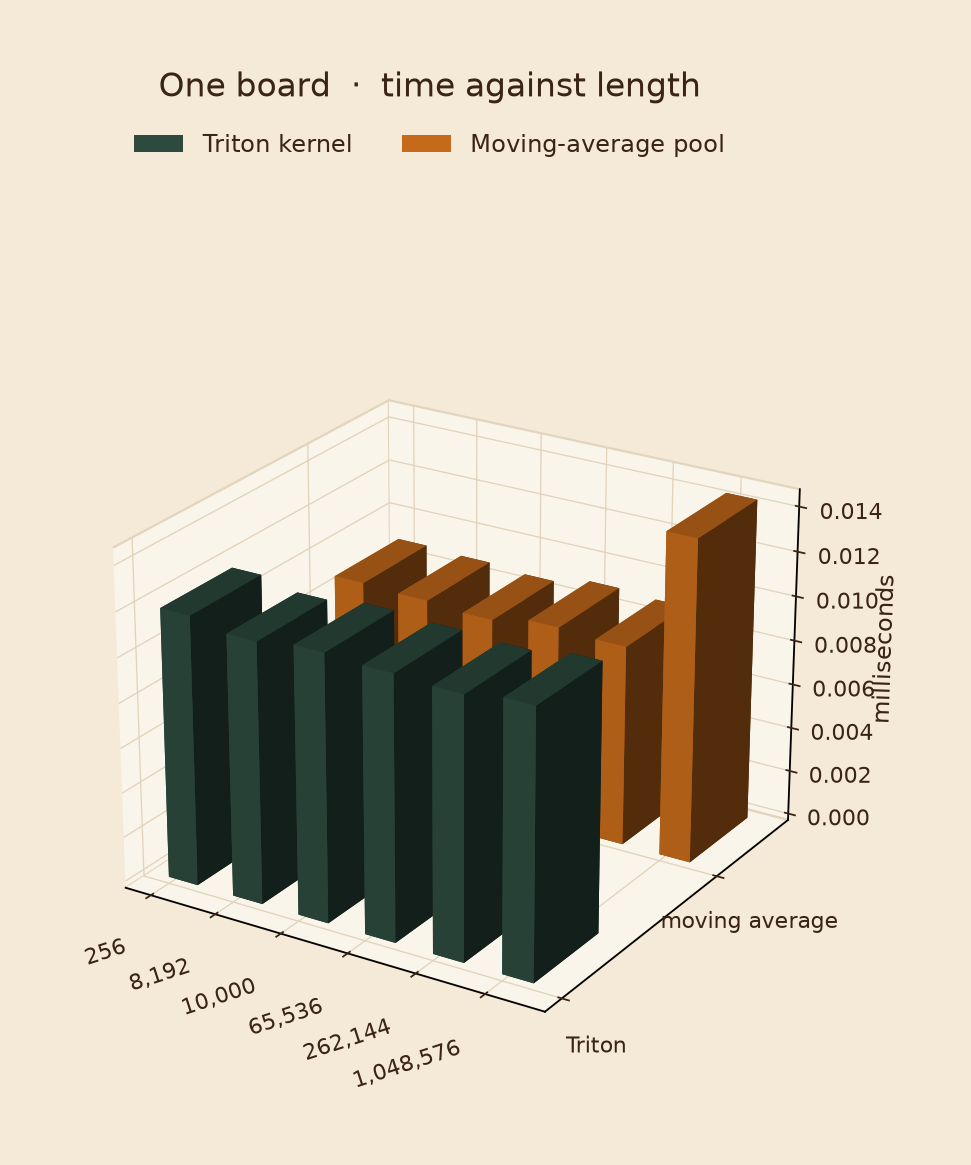 One board · time against length
Triton kernel
Moving-average pool
0.014
0.012
0.010
0.008
0.006
0.004
0.002
0.000
milliseconds
moving average
Triton
256
8,192
10,000
65,536
262,144
1,048,576